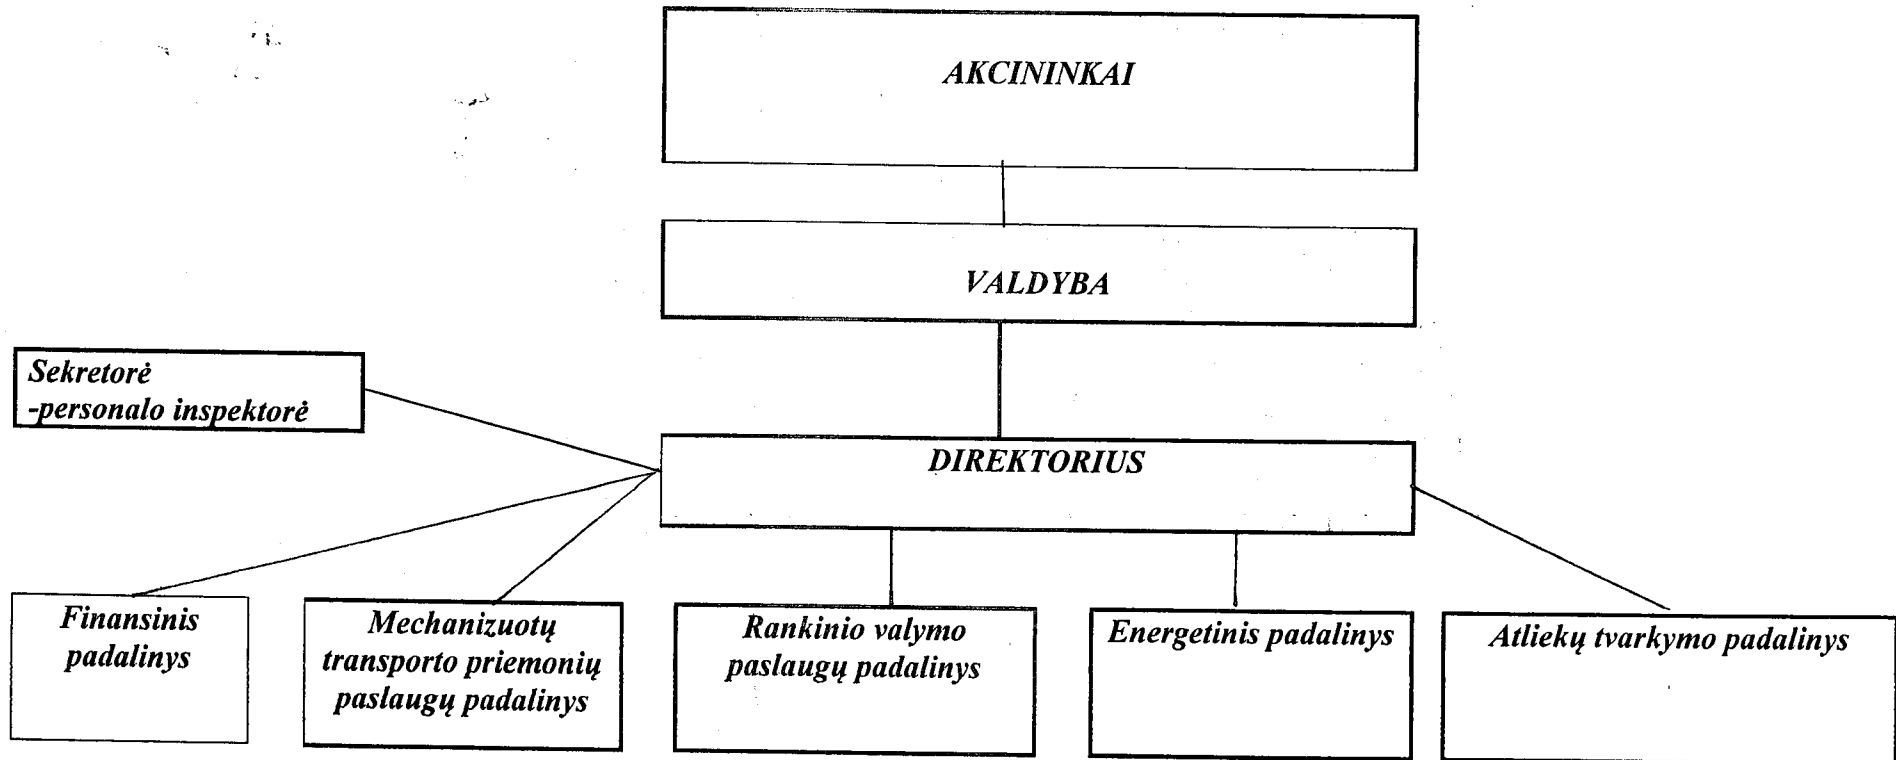 AKCININKAI
VALDYBA
Sekretorė
-personalo inspektorė
DIREKTORIUS
Finansinis
padalinys
Mechanizuotų
transporto priemonių
paslaugų padalinys
Rankinio valymo
paslaugų padalinys
Energetinis padalinys
Atliekų tvarkymo padalinys